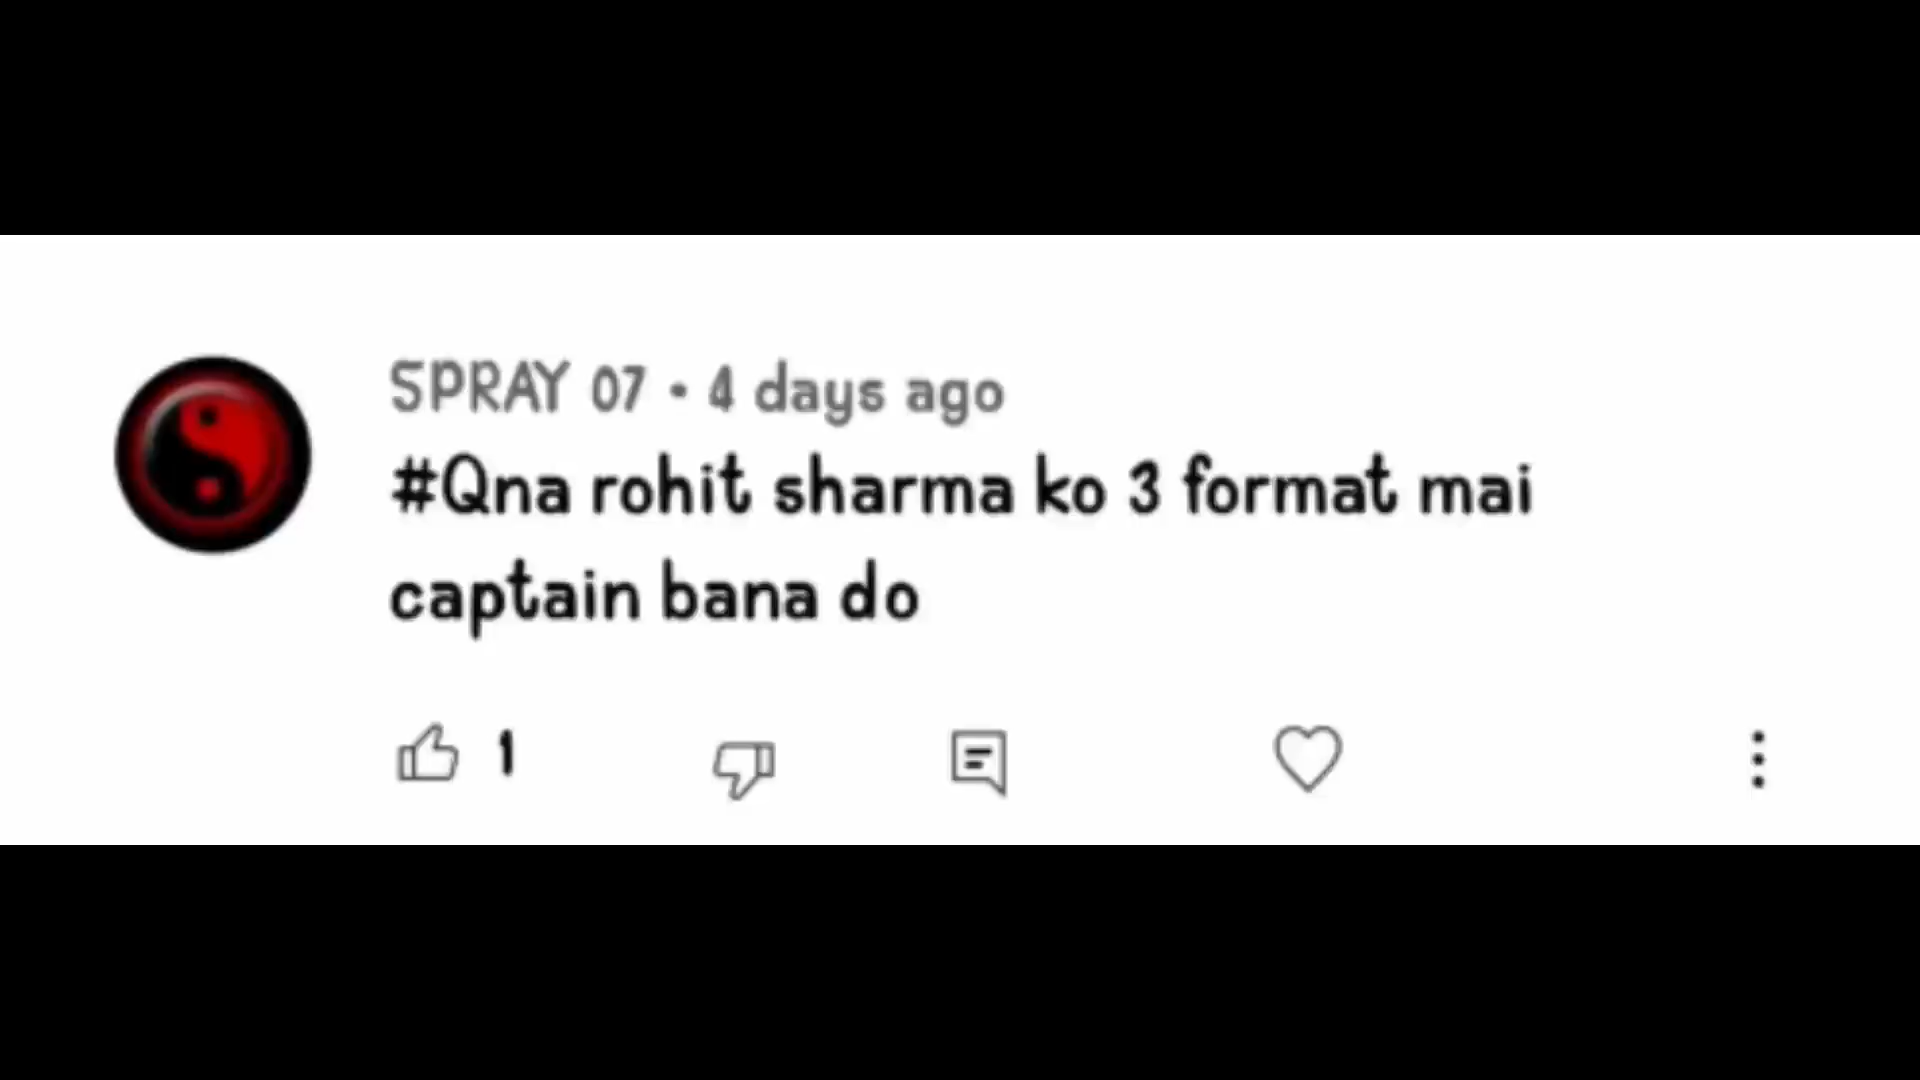 SPRAY 07 • 4 days ago
#Qna rohit sharma ko 3 format mai
captain bana do
1